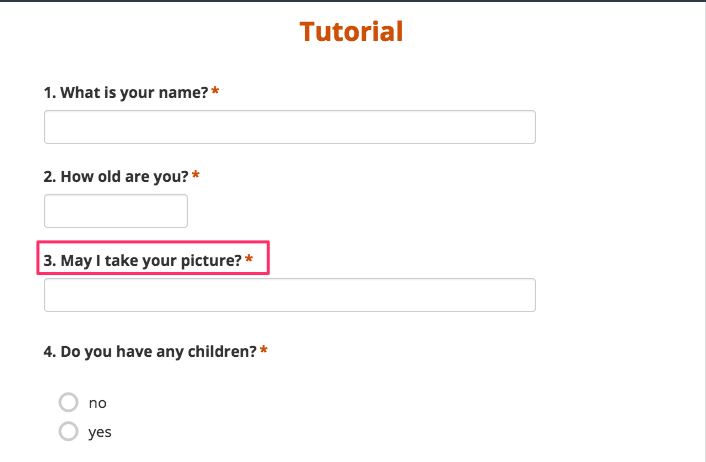 Tutorial
1. What is your name? *
2. How old are you? *
3. May I take your picture? *
4. Do you have any children? *
no
yes